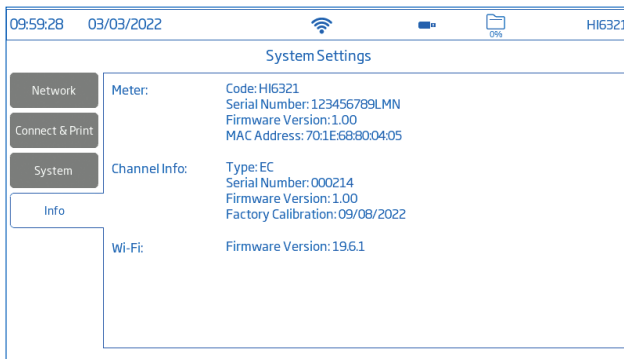 09:59:28 03/03/2022 0% HI6321
System Settings
Network
Connect & Print
System
Info
Meter: Code: HI6321
Serial Number: 123456789LMN
Firmware Version: 1.00
MAC Address: 70:1E:68:80:04:05
Channel Info: Type: EC
Serial Number: 000214
Firmware Version: 1.00
Factory Calibration: 09/08/2022
Wi-Fi: Firmware Version: 19.6.1